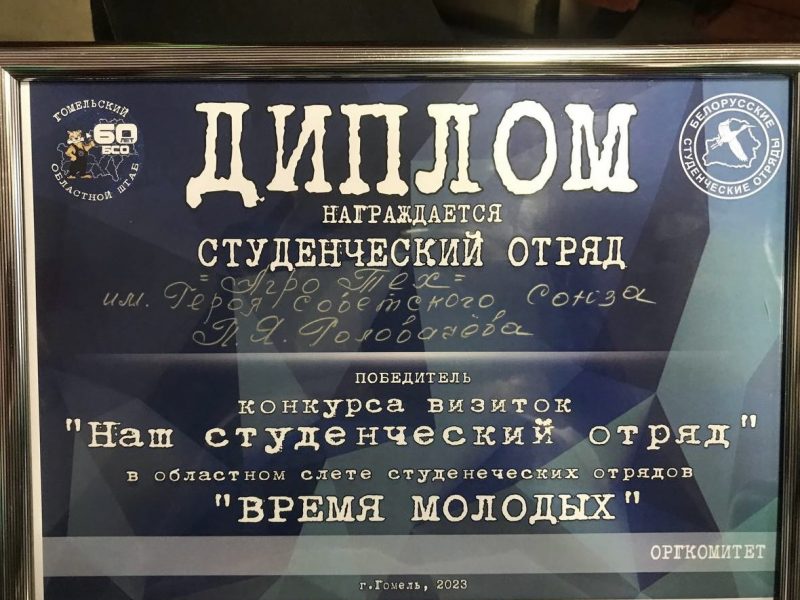 ГОМЕЛЬСКИЙ
60
БСО
ОБЛАСТНОЙ ШТАБ
БЕЛОРУССКИЕ
СТУДЕНЧЕСКИЕ ОТРЯДЫ
ДИПЛОМ
НАГРАЖДАЕТСЯ
СТУДЕНЧЕСКИЙ ОТРЯД
"Агро Тех"
им. Героя Советского Союза
П.Я. Головачёва
ПОБЕДИТЕЛЬ
конкурса визиток
"Наш студенческий отряд"
в областном слете студенеческих отрядов
"ВРЕМЯ МОЛОДЫХ"
ОРГКОМИТЕТ
г.Гомель, 2023